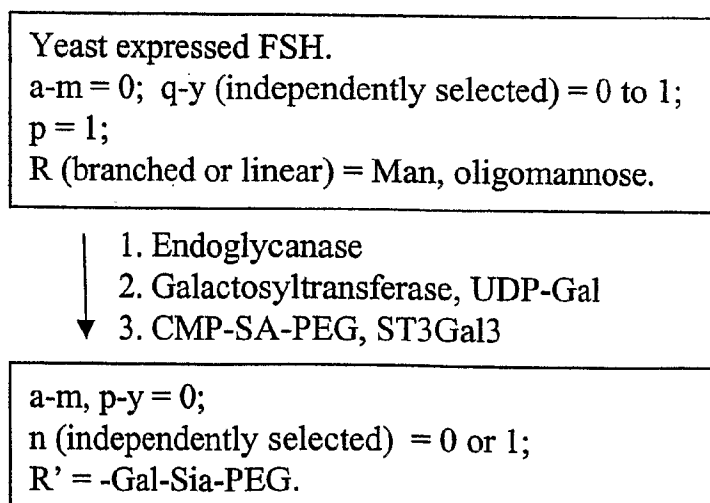 Yeast expressed FSH.
a-m = 0; q-y (independently selected) = 0 to 1;
p = 1;
R (branched or linear) = Man, oligomannose.
1. Endoglycanase
2. Galactosyltransferase, UDP-Gal
3. CMP-SA-PEG, ST3Gal3
a-m, p-y = 0;
n (independently selected) = 0 or 1;
R' = -Gal-Sia-PEG.